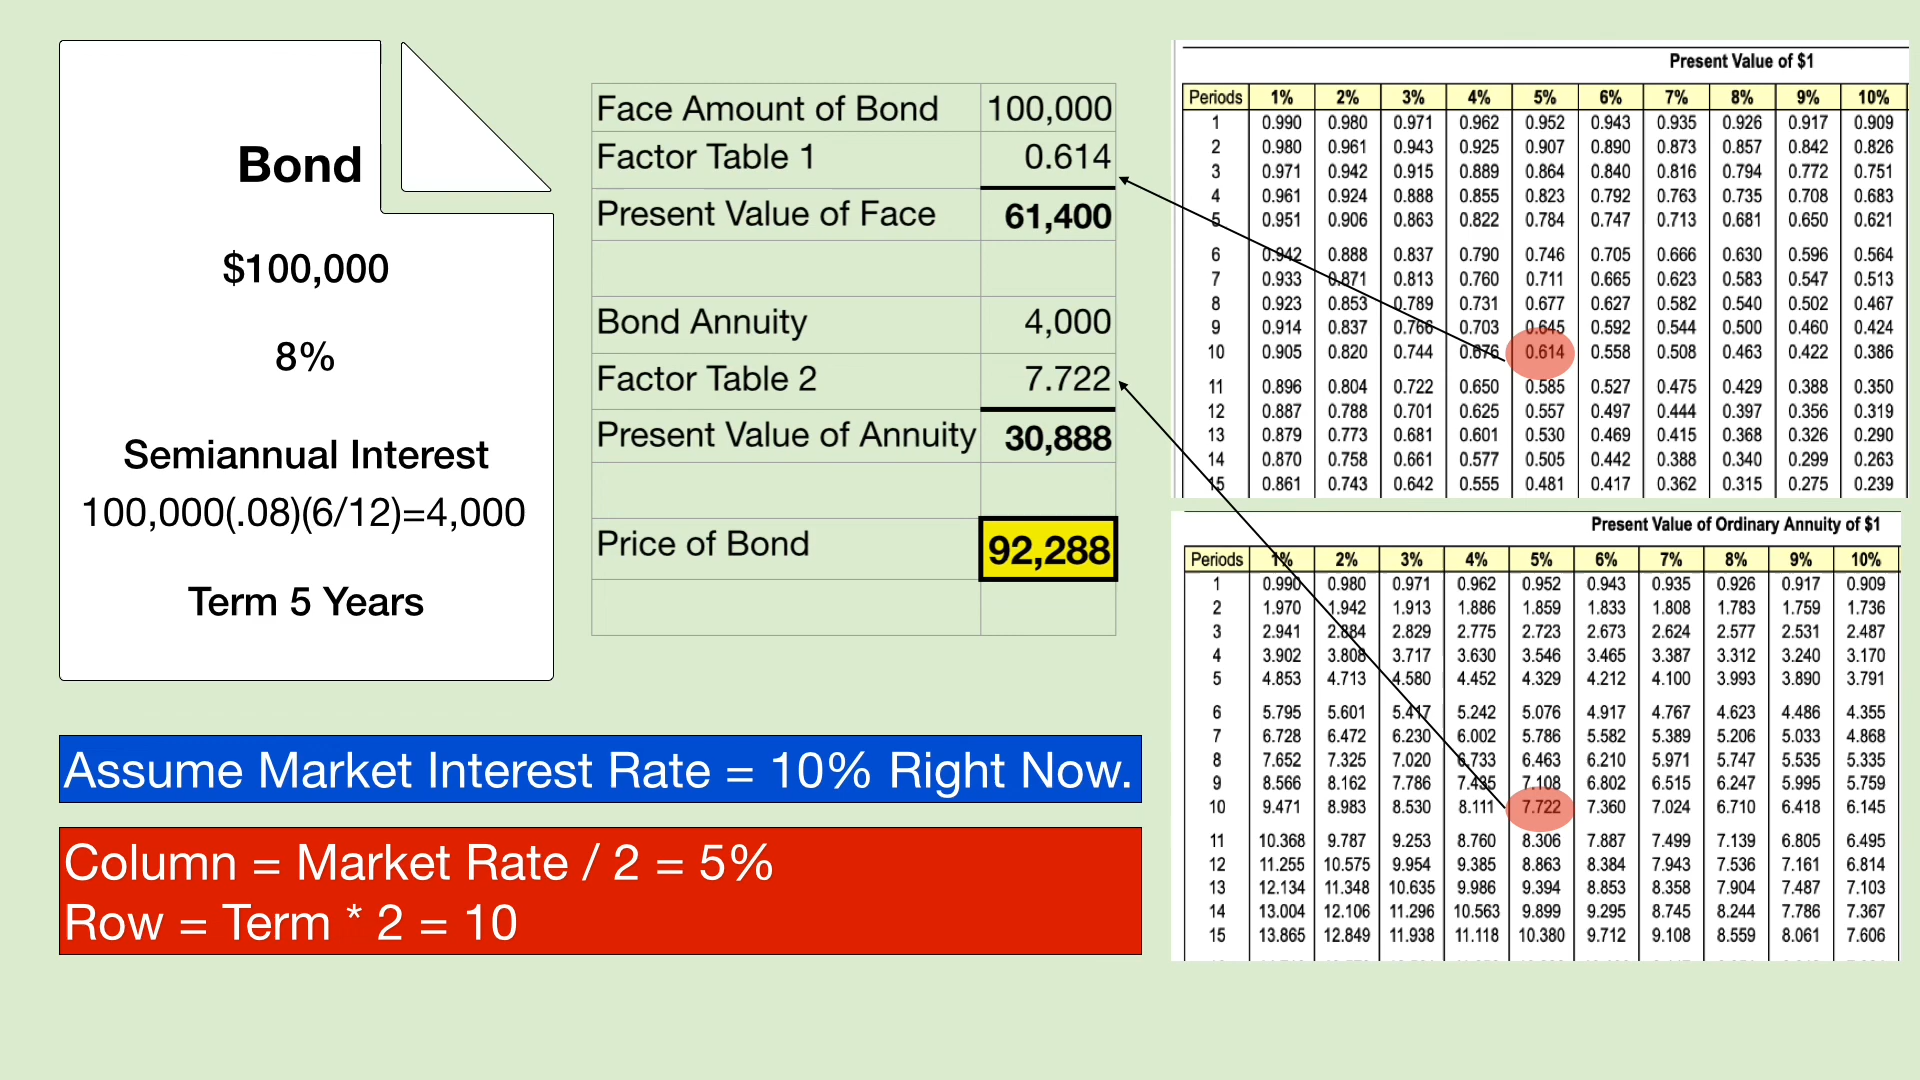 Bond
$100,000
8%
Semiannual Interest
100,000(.08)(6/12)=4,000
Term 5 Years
Face Amount of Bond 100,000
Factor Table 1 0.614
Present Value of Face 61,400
Bond Annuity 4,000
Factor Table 2 7.722
Present Value of Annuity 30,888
Price of Bond 92,288
Assume Market Interest Rate = 10% Right Now.
Column = Market Rate / 2 = 5%
Row = Term * 2 = 10
Present Value of $1
Periods 1% 2% 3% 4% 5% 6% 7% 8% 9% 10%
1 0.990 0.980 0.971 0.962 0.952 0.943 0.935 0.926 0.917 0.909
2 0.980 0.961 0.943 0.925 0.907 0.890 0.873 0.857 0.842 0.826
3 0.971 0.942 0.915 0.889 0.864 0.840 0.816 0.794 0.772 0.751
4 0.961 0.924 0.888 0.855 0.823 0.792 0.763 0.735 0.708 0.683
5 0.951 0.906 0.863 0.822 0.784 0.747 0.713 0.681 0.650 0.621
6 0.942 0.888 0.837 0.790 0.746 0.705 0.666 0.630 0.596 0.564
7 0.933 0.871 0.813 0.760 0.711 0.665 0.623 0.583 0.547 0.513
8 0.923 0.853 0.789 0.731 0.677 0.627 0.582 0.540 0.502 0.467
9 0.914 0.837 0.766 0.703 0.645 0.592 0.544 0.500 0.460 0.424
10 0.905 0.820 0.744 0.676 0.614 0.558 0.508 0.463 0.422 0.386
11 0.896 0.804 0.722 0.650 0.585 0.527 0.475 0.429 0.388 0.350
12 0.887 0.788 0.701 0.625 0.557 0.497 0.444 0.397 0.356 0.319
13 0.879 0.773 0.681 0.601 0.530 0.469 0.415 0.368 0.326 0.290
14 0.870 0.758 0.661 0.577 0.505 0.442 0.388 0.340 0.299 0.263
15 0.861 0.743 0.642 0.555 0.481 0.417 0.362 0.315 0.275 0.239
Present Value of Ordinary Annuity of $1
Periods 1% 2% 3% 4% 5% 6% 7% 8% 9% 10%
1 0.990 0.980 0.971 0.962 0.952 0.943 0.935 0.926 0.917 0.909
2 1.970 1.942 1.913 1.886 1.859 1.833 1.808 1.783 1.759 1.736
3 2.941 2.884 2.829 2.775 2.723 2.673 2.624 2.577 2.531 2.487
4 3.902 3.808 3.717 3.630 3.546 3.465 3.387 3.312 3.240 3.170
5 4.853 4.713 4.580 4.452 4.329 4.212 4.100 3.993 3.890 3.791
6 5.795 5.601 5.417 5.242 5.076 4.917 4.767 4.623 4.486 4.355
7 6.728 6.472 6.230 6.002 5.786 5.582 5.389 5.206 5.033 4.868
8 7.652 7.325 7.020 6.733 6.463 6.210 5.971 5.747 5.535 5.335
9 8.566 8.162 7.786 7.435 7.108 6.802 6.515 6.247 5.995 5.759
10 9.471 8.983 8.530 8.111 7.722 7.360 7.024 6.710 6.418 6.145
11 10.368 9.787 9.253 8.760 8.306 7.887 7.499 7.139 6.805 6.495
12 11.255 10.575 9.954 9.385 8.863 8.384 7.943 7.536 7.161 6.814
13 12.134 11.348 10.635 9.986 9.394 8.853 8.358 7.904 7.487 7.103
14 13.004 12.106 11.296 10.563 9.899 9.295 8.745 8.244 7.786 7.367
15 13.865 12.849 11.938 11.118 10.380 9.712 9.108 8.559 8.061 7.606